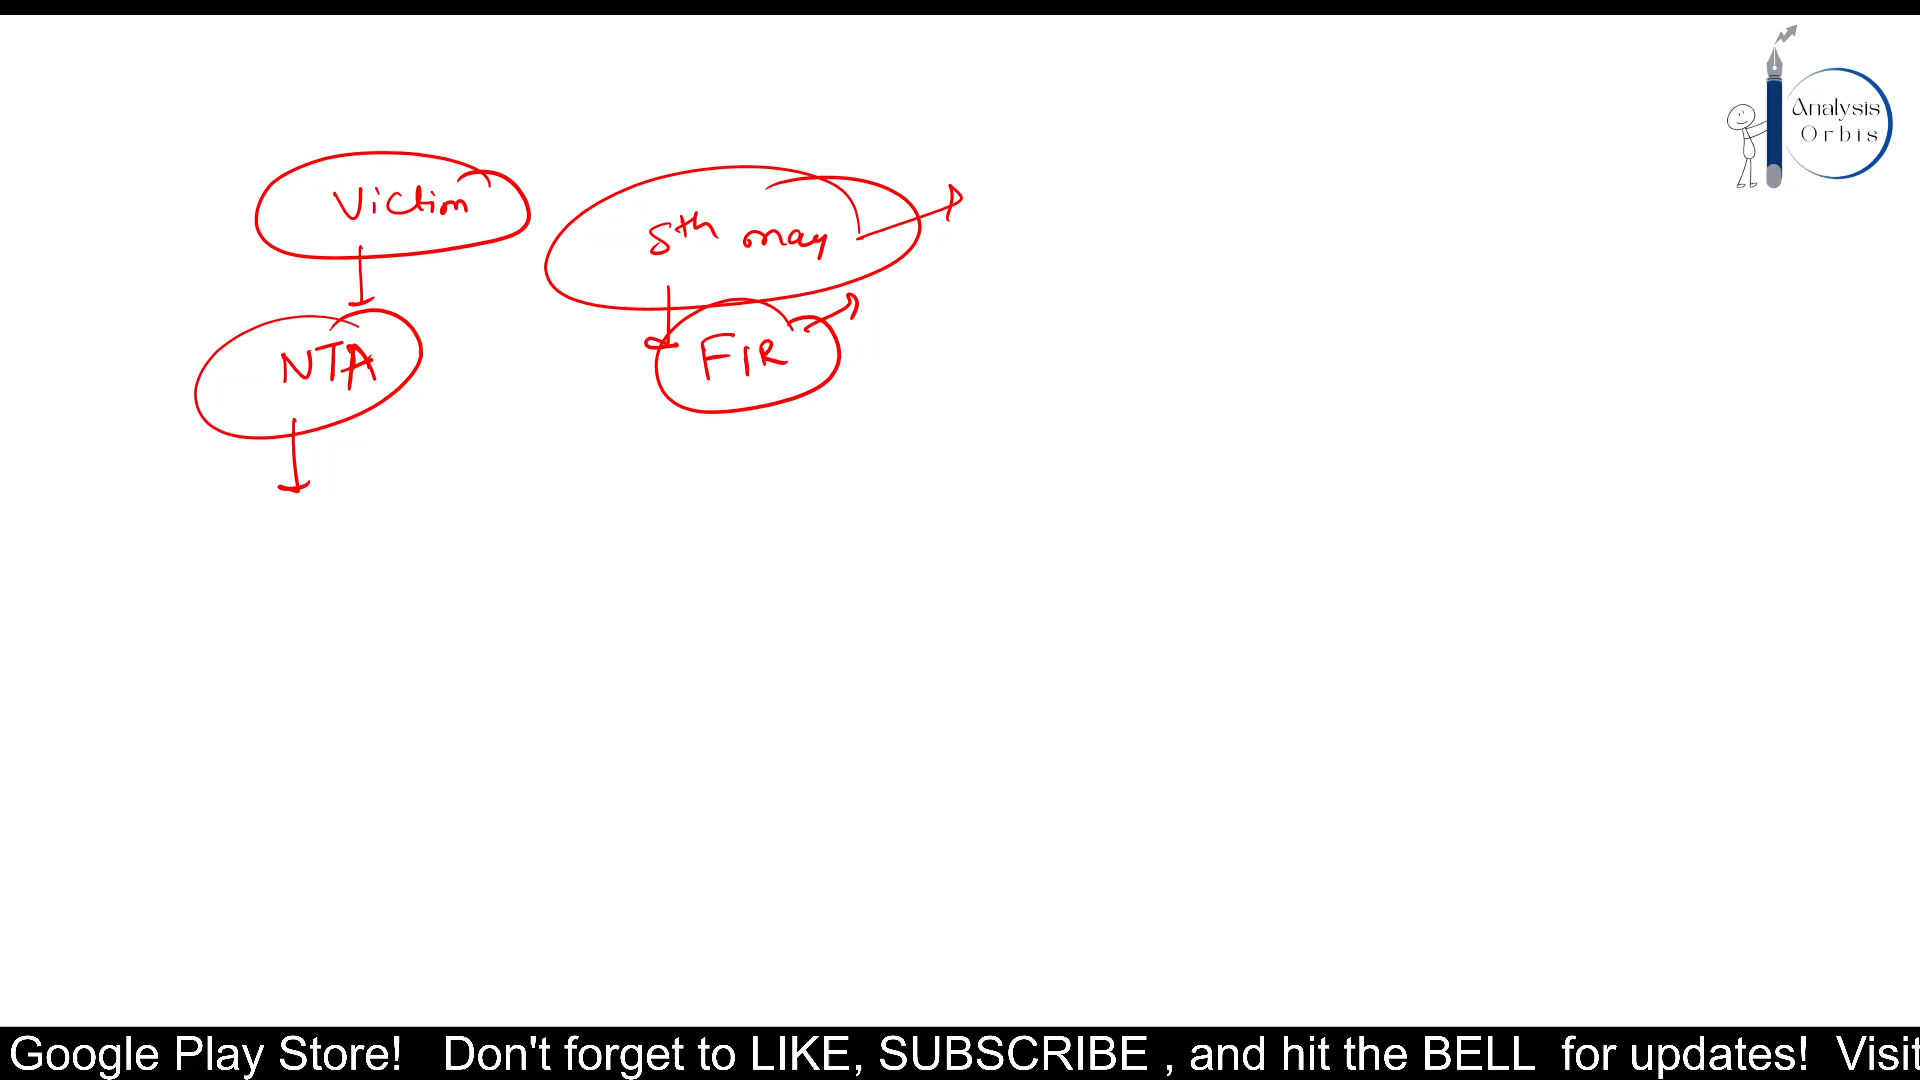 Analysis
Orbis
Victim
5th may
NTA
FIR
Google Play Store! Don't forget to LIKE, SUBSCRIBE , and hit the BELL for updates! Visit